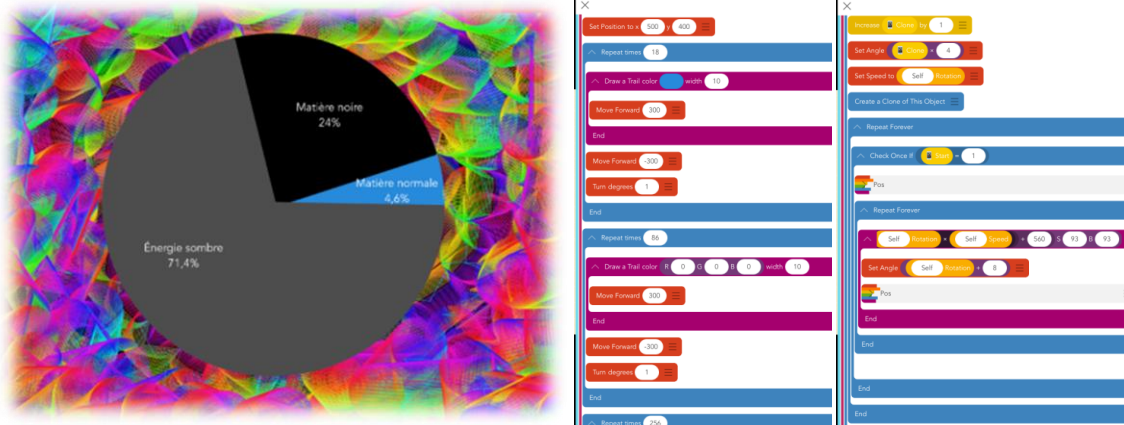 Matière noire
24%
Matière normale
4,6%
Énergie sombre
71,4%
Set Position to x 500 y 400
Repeat times 18
Draw a Trail color width 10
Move Forward 300
End
Move Forward -300
Turn degrees 1
End
Repeat times 86
Draw a Trail color R 0 G 0 B 0 width 10
Move Forward 300
End
Move Forward -300
Turn degrees 1
End
Repeat times 256
Increase Clone by 1
Set Angle Clone × 4
Set Speed to Self Rotation
Create a Clone of This Object
Repeat Forever
Check Once If = 1
Pos
Repeat Forever
Self Rotation × Self Speed ÷ 560 S 93 B 93
Set Angle Self Rotation + 8
Pos
End
End
End
End